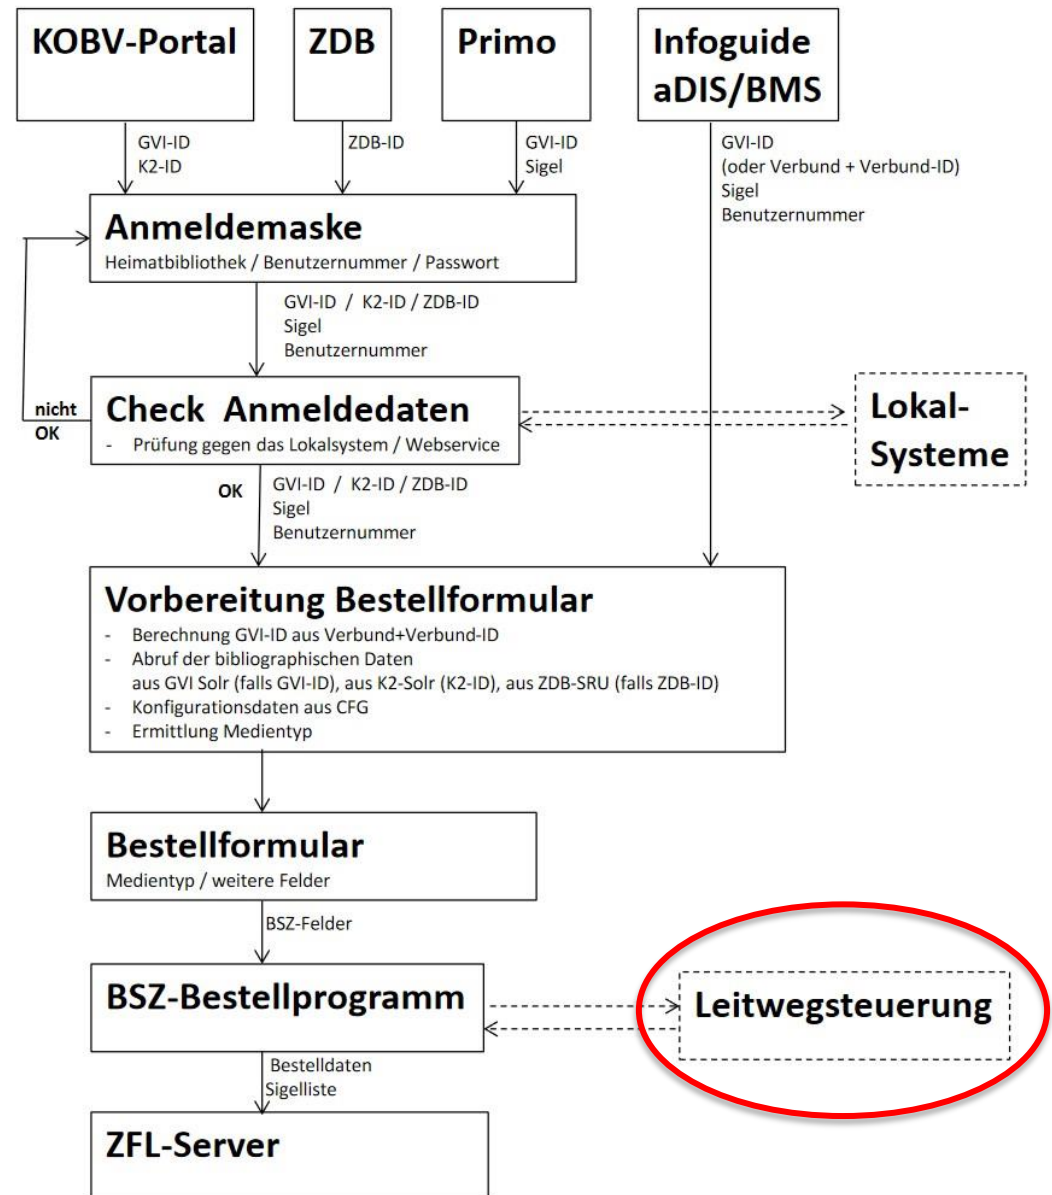 KOBV-Portal
ZDB
Primo
Infoguide
aDIS/BMS
GVI-ID
K2-ID
ZDB-ID
GVI-ID
Sigel
GVI-ID
(oder Verbund + Verbund-ID)
Sigel
Benutzernummer
Anmeldemaske
Heimatbibliothek / Benutzernummer / Passwort
GVI-ID / K2-ID / ZDB-ID
Sigel
Benutzernummer
nicht
OK
Check Anmeldedaten
- Prüfung gegen das Lokalsystem / Webservice
Lokal-
Systeme
OK
GVI-ID / K2-ID / ZDB-ID
Sigel
Benutzernummer
Vorbereitung Bestellformular
- Berechnung GVI-ID aus Verbund+Verbund-ID
- Abruf der bibliographischen Daten
aus GVI Solr (falls GVI-ID), aus K2-Solr (K2-ID), aus ZDB-SRU (falls ZDB-ID)
- Konfigurationsdaten aus CFG
- Ermittlung Medientyp
Bestellformular
Medientyp / weitere Felder
BSZ-Felder
BSZ-Bestellprogramm
Leitwegsteuerung
Bestelldaten
Sigelliste
ZFL-Server